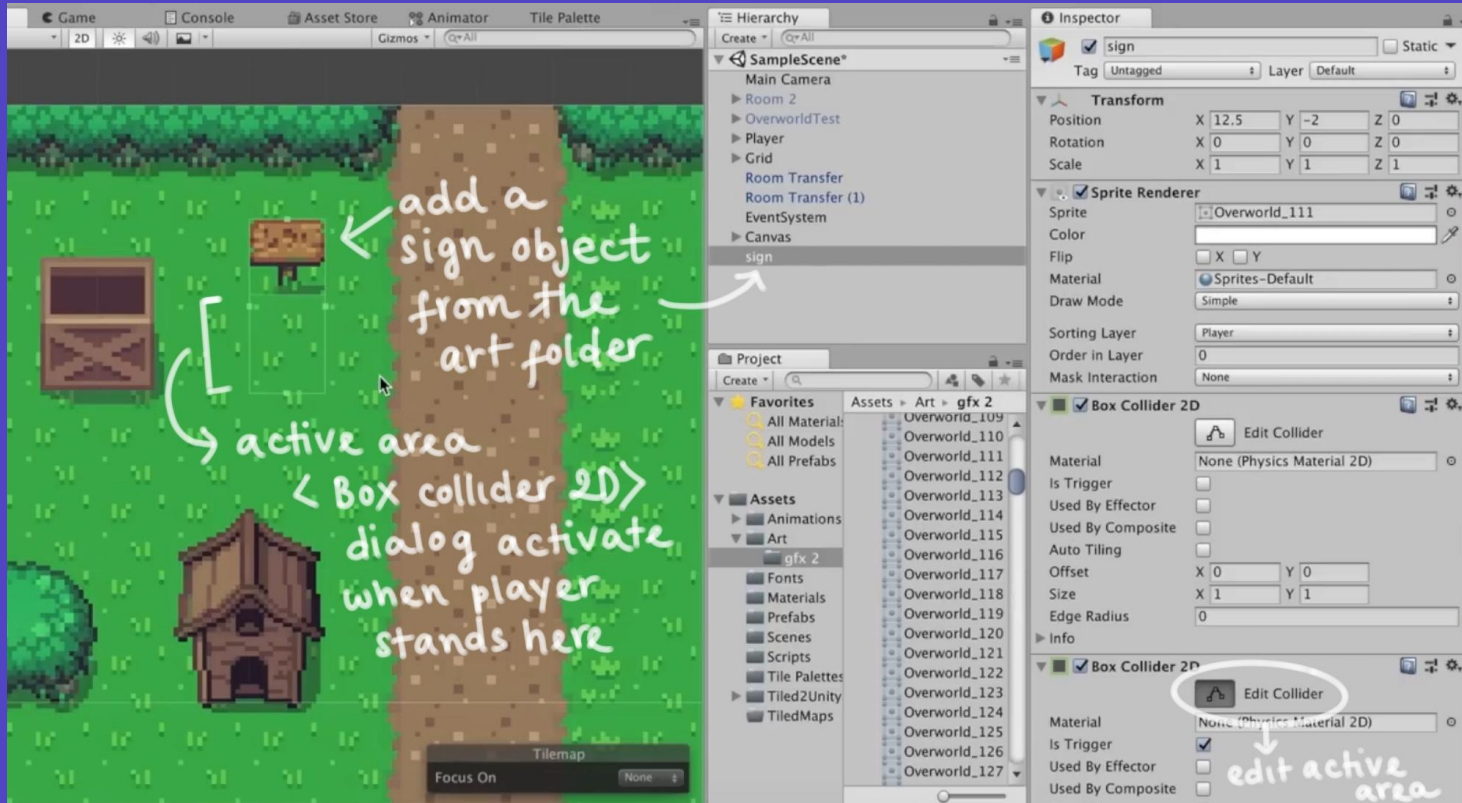 Game
Console
Asset Store
Animator
Tile Palette
2D
Gizmos
All
add a
sign object
from the
art folder
active area
< Box collider 2D>
dialog activate
when player
stands here
Tilemap
Focus On
None
Hierarchy
Create
All
SampleScene*
Main Camera
Room 2
OverworldTest
Player
Grid
Room Transfer
Room Transfer (1)
EventSystem
Canvas
sign
Project
Create
Favorites
All Material
All Models
All Prefabs
Assets
Animations
Art
gfx 2
Fonts
Materials
Prefabs
Scenes
Scripts
Tile Palettes
Tiled2Unity
TiledMaps
Assets ▸ Art ▸ gfx 2
Overworld_109
Overworld_110
Overworld_111
Overworld_112
Overworld_113
Overworld_114
Overworld_115
Overworld_116
Overworld_117
Overworld_118
Overworld_119
Overworld_120
Overworld_121
Overworld_122
Overworld_123
Overworld_124
Overworld_125
Overworld_126
Overworld_127
Inspector
sign Static
Tag Untagged Layer Default
Transform
Position X 12.5 Y -2 Z 0
Rotation X 0 Y 0 Z 0
Scale X 1 Y 1 Z 1
Sprite Renderer
Sprite Overworld_111
Color
Flip X Y
Material Sprites-Default
Draw Mode Simple
Sorting Layer Player
Order in Layer 0
Mask Interaction None
Box Collider 2D
Edit Collider
Material None (Physics Material 2D)
Is Trigger
Used By Effector
Used By Composite
Auto Tiling
Offset X 0 Y 0
Size X 1 Y 1
Edge Radius 0
Info
Box Collider 2D
Edit Collider
Material None (Physics Material 2D)
Is Trigger
Used By Effector
Used By Composite
edit active
area